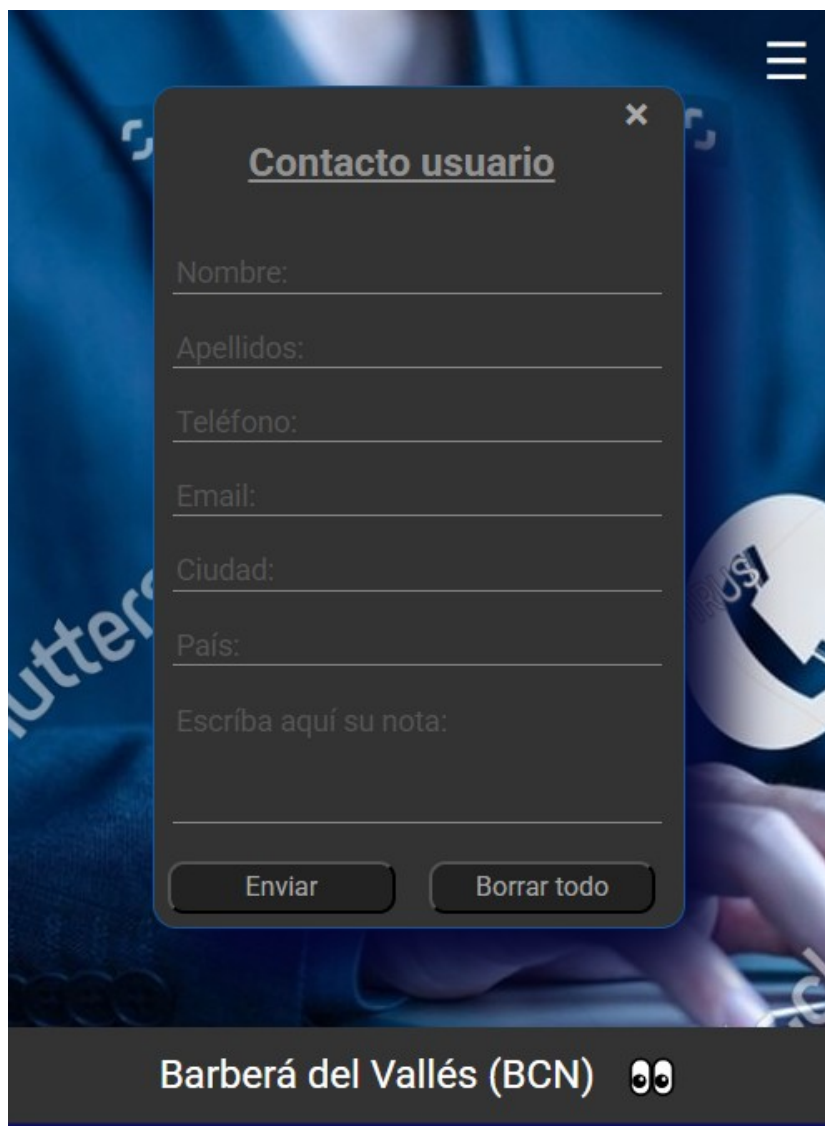 Contacto usuario
Nombre:
Apellidos:
Teléfono:
Email:
Ciudad:
País:
Escríba aquí su nota:
Enviar Borrar todo
Barberá del Vallés (BCN) 👀